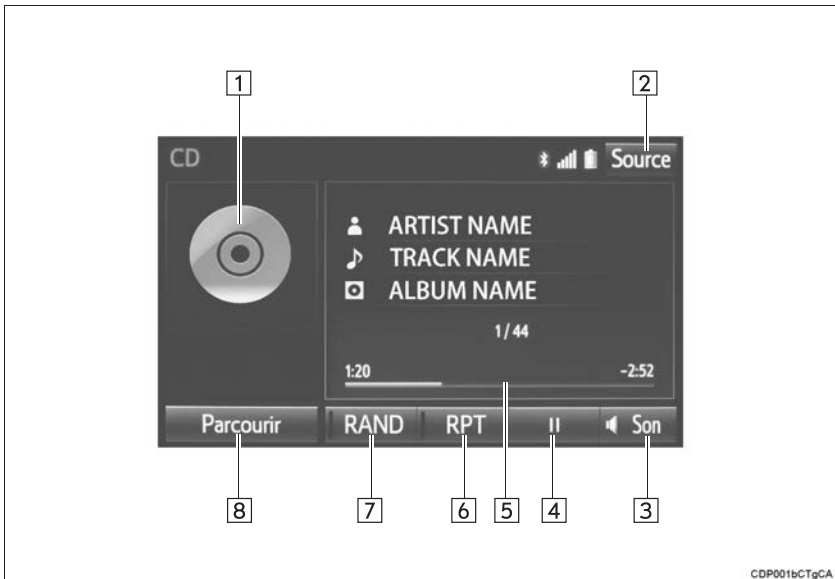 1
2
CD
Source
ARTIST NAME
TRACK NAME
ALBUM NAME
1/44
1:20 -2:52
Parcourir RAND RPT Son
8 7 6 5 4 3
CDP001bCTgCA